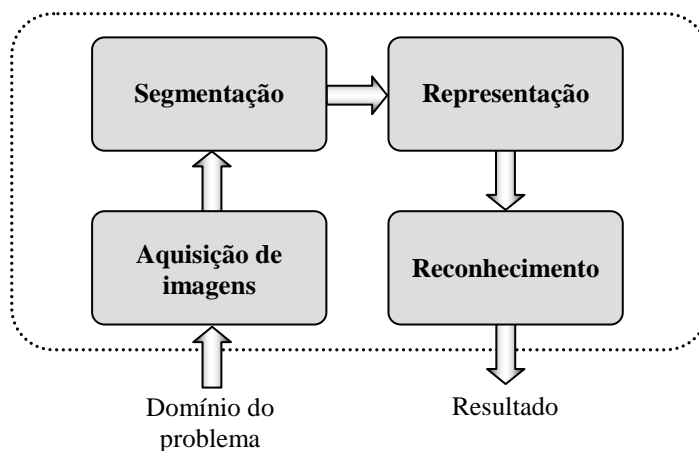 Segmentação
Representação
Aquisição de
imagens
Reconhecimento
Domínio do
problema
Resultado